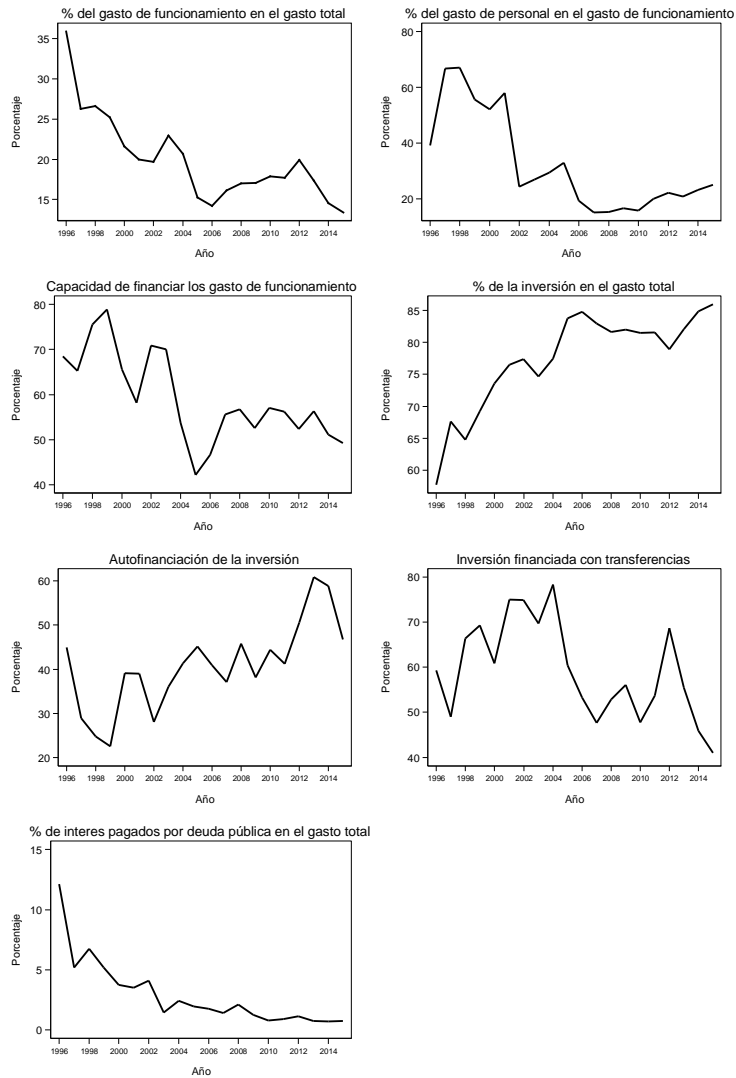 % del gasto de funcionamiento en el gasto total
Porcentaje
35
30
25
20
15
1996 1998 2000 2002 2004 2006 2008 2010 2012 2014
Año
% del gasto de personal en el gasto de funcionamiento
Porcentaje
80
60
40
20
1996 1998 2000 2002 2004 2006 2008 2010 2012 2014
Año
Capacidad de financiar los gasto de funcionamiento
Porcentaje
80
70
60
50
40
1996 1998 2000 2002 2004 2006 2008 2010 2012 2014
Año
% de la inversión en el gasto total
Porcentaje
85
80
75
70
65
60
1996 1998 2000 2002 2004 2006 2008 2010 2012 2014
Año
Autofinanciación de la inversión
Porcentaje
60
50
40
30
20
1996 1998 2000 2002 2004 2006 2008 2010 2012 2014
Año
Inversión financiada con transferencias
Porcentaje
80
70
60
50
40
1996 1998 2000 2002 2004 2006 2008 2010 2012 2014
Año
% de interes pagados por deuda pública en el gasto total
Porcentaje
15
10
5
0
1996 1998 2000 2002 2004 2006 2008 2010 2012 2014
Año